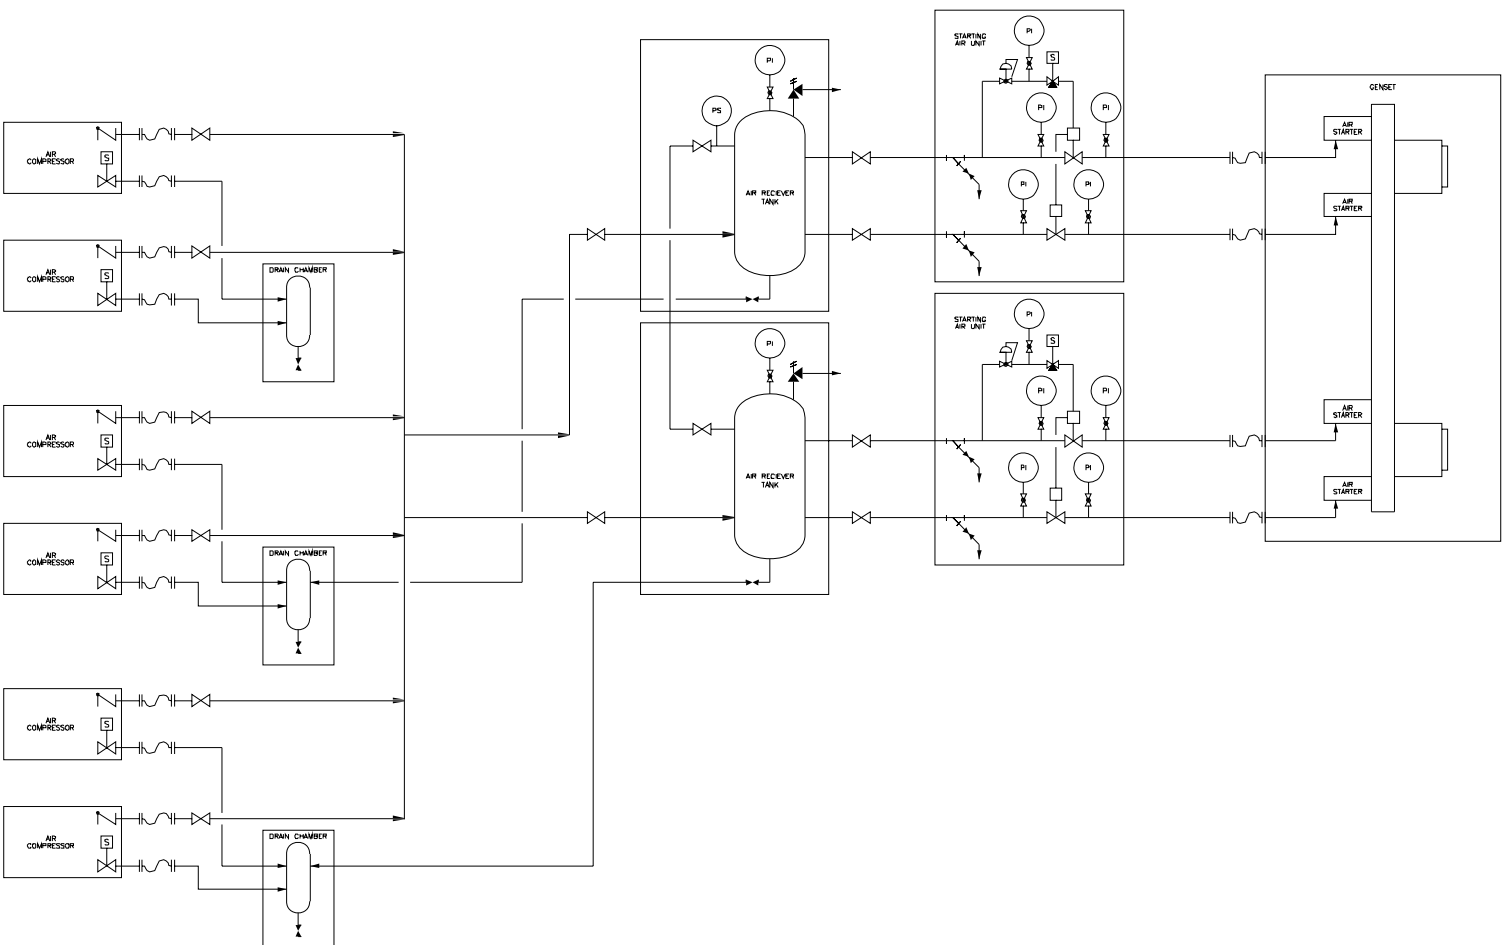 AIR
COMPRESSOR
S
AIR
COMPRESSOR
S
DRAIN CHAMBER
AIR
COMPRESSOR
S
AIR
COMPRESSOR
S
DRAIN CHAMBER
AIR
COMPRESSOR
S
AIR
COMPRESSOR
S
DRAIN CHAMBER
PI
PS
AIR RECIEVER
TANK
PI
AIR RECIEVER
TANK
STARTING
AIR UNIT
PI
S
PI
PI
PI
PI
STARTING
AIR UNIT
PI
S
PI
PI
PI
PI
GENSET
AIR
STARTER
AIR
STARTER
AIR
STARTER
AIR
STARTER